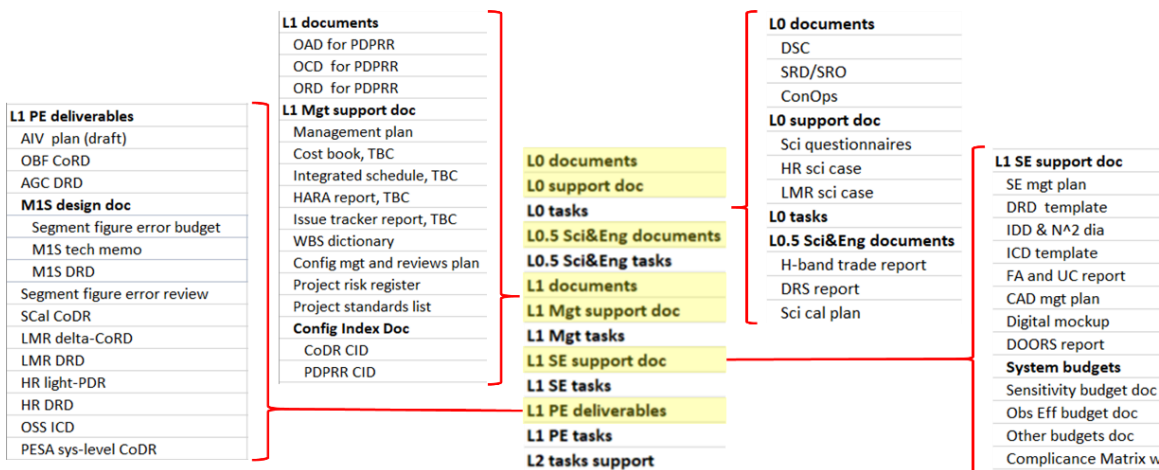 L1 PE deliverables
AIV plan (draft)
OBF CoRD
AGC DRD
M1S design doc
Segment figure error budget
M1S tech memo
M1S DRD
Segment figure error review
SCal CoDR
LMR delta-CoRD
LMR DRD
HR light-PDR
HR DRD
OSS ICD
PESA sys-level CoDR
L1 documents
OAD for PDPRR
OCD for PDPRR
ORD for PDPRR
L1 Mgt support doc
Management plan
Cost book, TBC
Integrated schedule, TBC
HARA report, TBC
Issue tracker report, TBC
WBS dictionary
Config mgt and reviews plan
Project risk register
Project standards list
Config Index Doc
CoDR CID
PDPRR CID
L0 documents
L0 support doc
L0 tasks
L0.5 Sci&Eng documents
L0.5 Sci&Eng tasks
L1 documents
L1 Mgt support doc
L1 Mgt tasks
L1 SE support doc
L1 SE tasks
L1 PE deliverables
L1 PE tasks
L2 tasks support
L0 documents
DSC
SRD/SRO
ConOps
L0 support doc
Sci questionnaires
HR sci case
LMR sci case
L0 tasks
L0.5 Sci&Eng documents
H-band trade report
DRS report
Sci cal plan
L1 SE support doc
SE mgt plan
DRD template
IDD & N^2 dia
ICD template
FA and UC report
CAD mgt plan
Digital mockup
DOORS report
System budgets
Sensitivity budget doc
Obs Eff budget doc
Other budgets doc
Complicance Matrix w